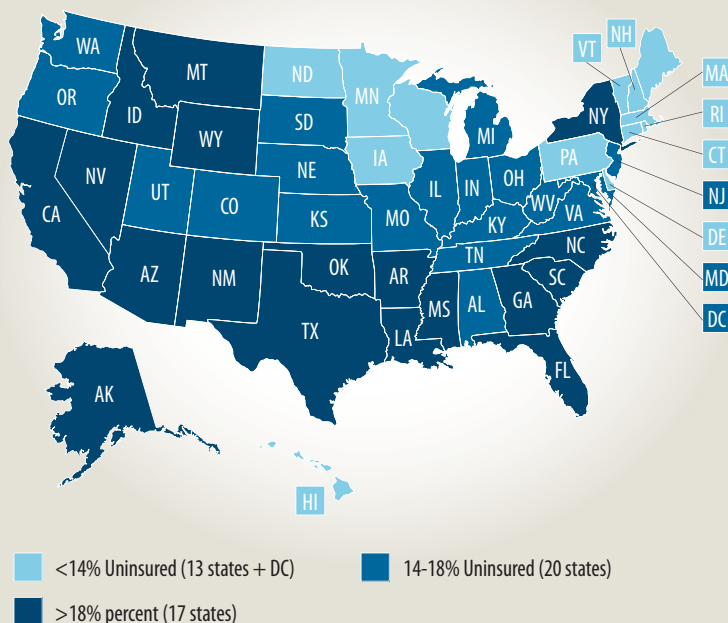 VT
NH
WA
MT
ND
MN
MA
OR
ID
SD
MI
NY
RI
WY
IA
PA
CT
NV
UT
NE
IL
IN
OH
NJ
CA
CO
KS
MO
KY
WV
VA
DE
AZ
NM
OK
AR
TN
NC
MD
SC
TX
LA
MS
AL
GA
DC
FL
AK
HI
<14% Uninsured (13 states + DC)
14-18% Uninsured (20 states)
>18% percent (17 states)